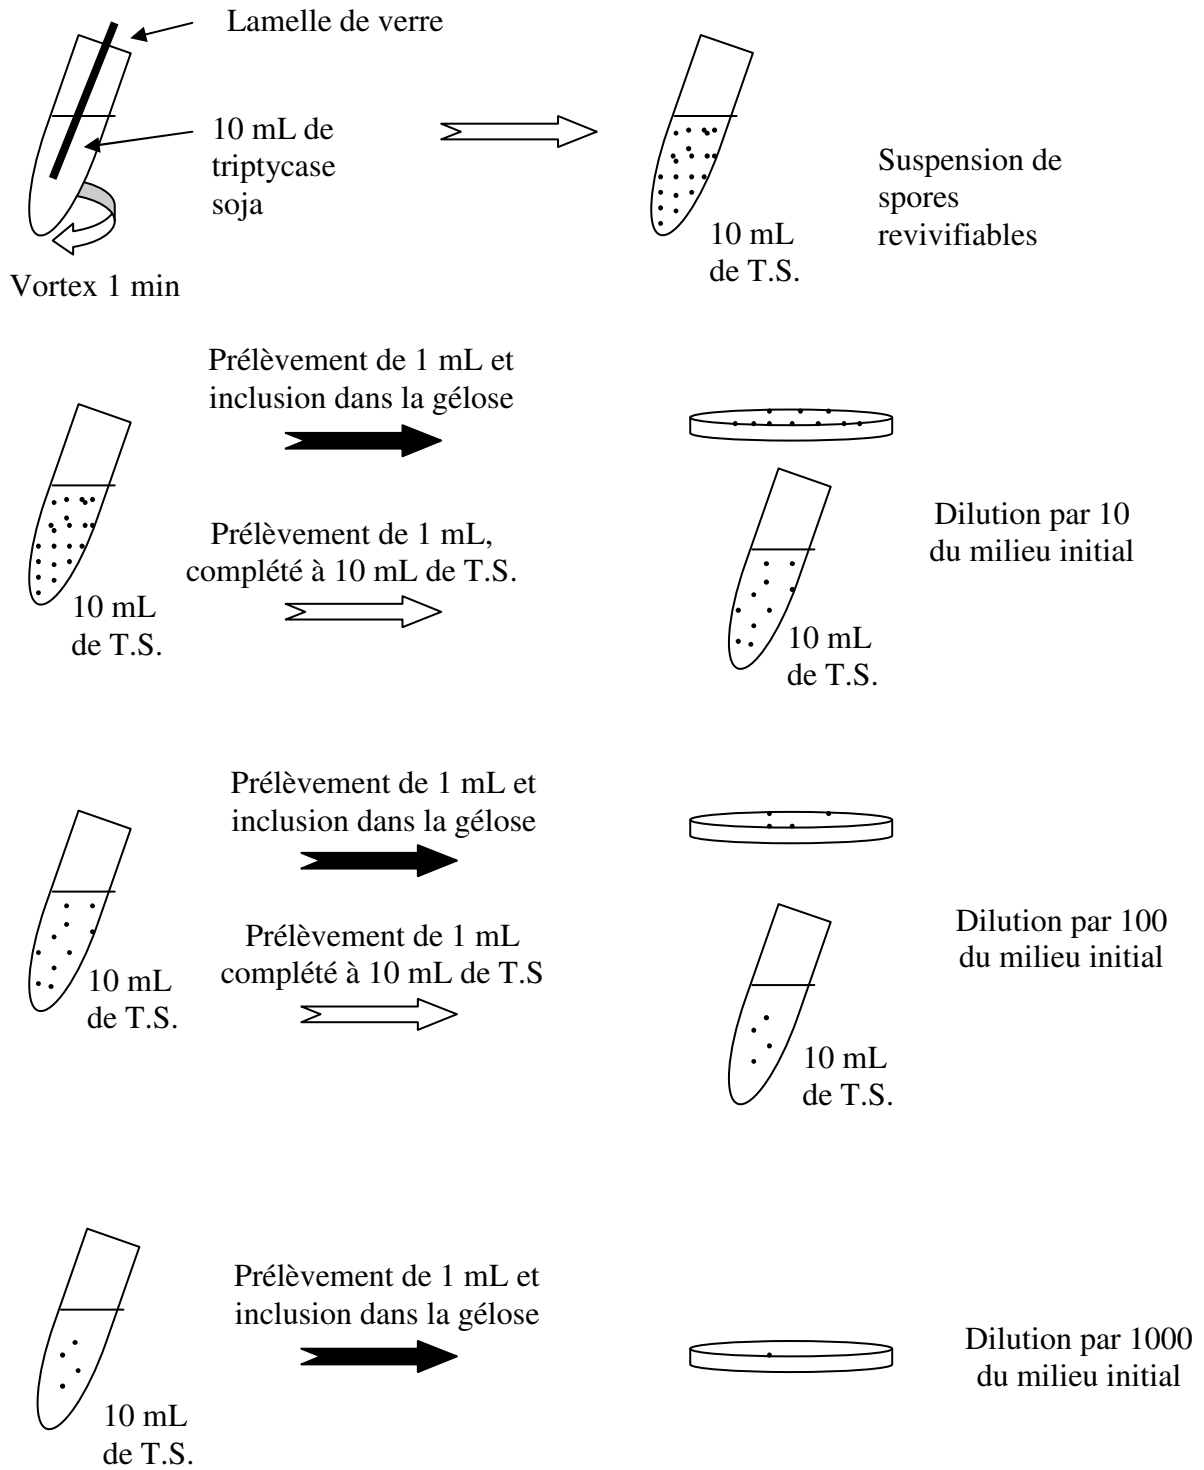 Lamelle de verre
10 mL de
triptycase
soja
Vortex 1 min
Suspension de
spores
revivifiables
10 mL
de T.S.
Prélèvement de 1 mL et
inclusion dans la gélose
Prélèvement de 1 mL,
complété à 10 mL de T.S.
10 mL
de T.S.
Dilution par 10
du milieu initial
10 mL
de T.S.
Prélèvement de 1 mL et
inclusion dans la gélose
Prélèvement de 1 mL
complété à 10 mL de T.S
10 mL
de T.S.
Dilution par 100
du milieu initial
10 mL
de T.S.
Prélèvement de 1 mL et
inclusion dans la gélose
10 mL
de T.S.
Dilution par 1000
du milieu initial